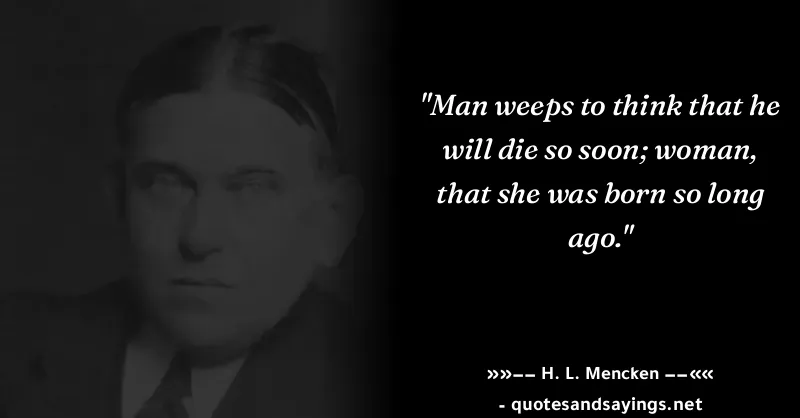 "Man weeps to think that he
will die so soon; woman,
that she was born so long
ago."
»»–– H. L. Mencken ––««
- quotesandsayings.net